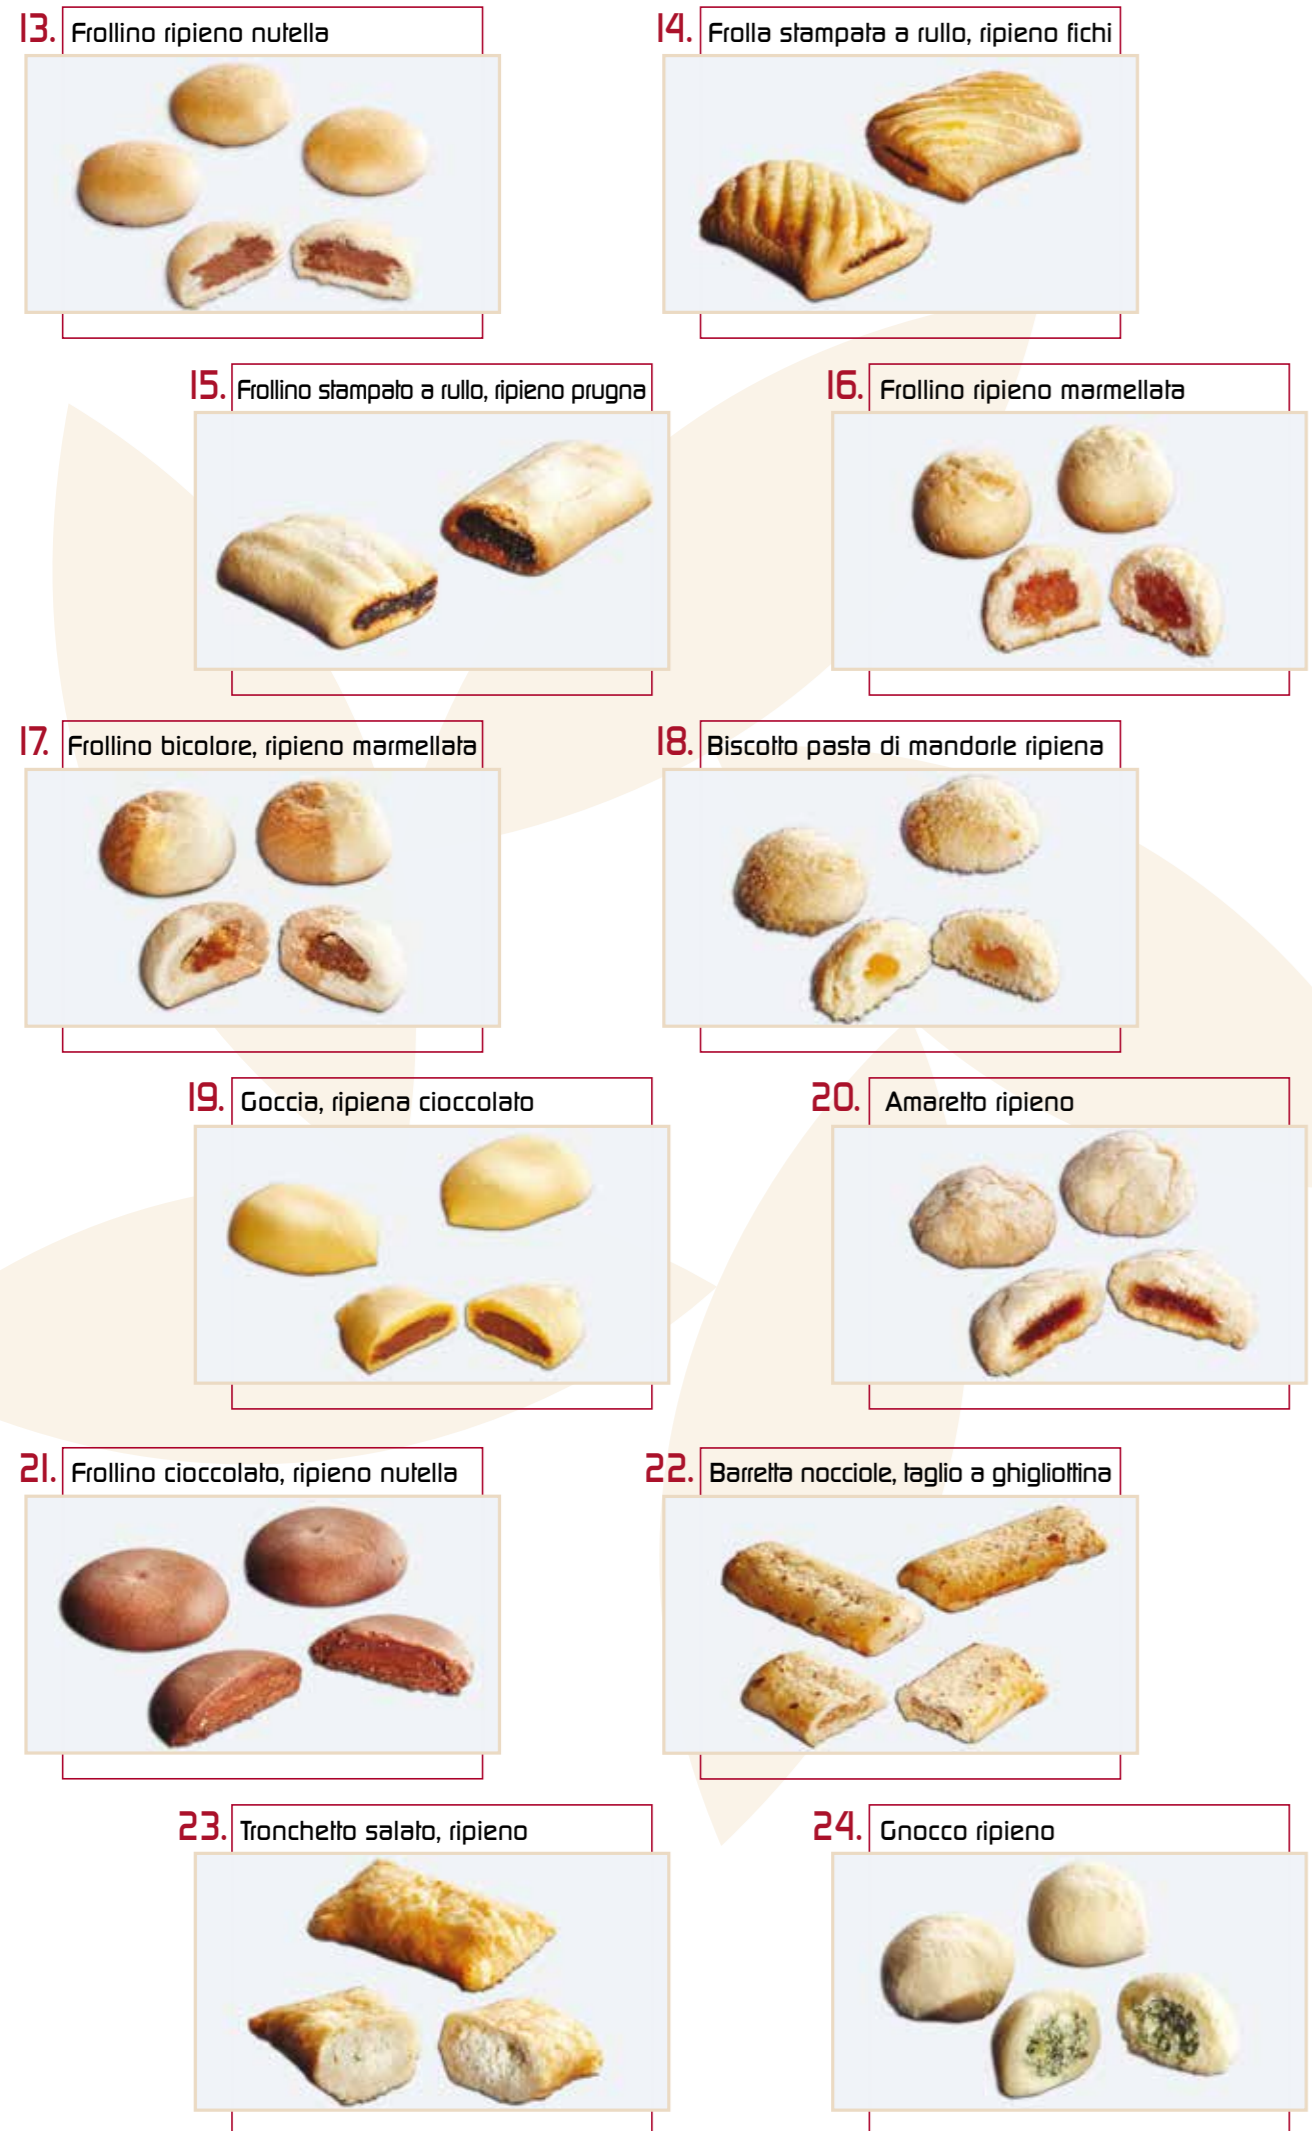 13. Frollino ripieno nutella
14. Frolla stampata a rullo, ripieno fichi
15. Frollino stampato a rullo, ripieno prugna
16. Frollino ripieno marmellata
17. Frollino bicolore, ripieno marmellata
18. Biscotto pasta di mandorle ripiena
19. Goccia, ripiena cioccolato
20. Amaretto ripieno
21. Frollino cioccolato, ripieno nutella
22. Barretta nocciole, taglio a ghigliottina
23. Tronchetto salato, ripieno
24. Gnocco ripieno